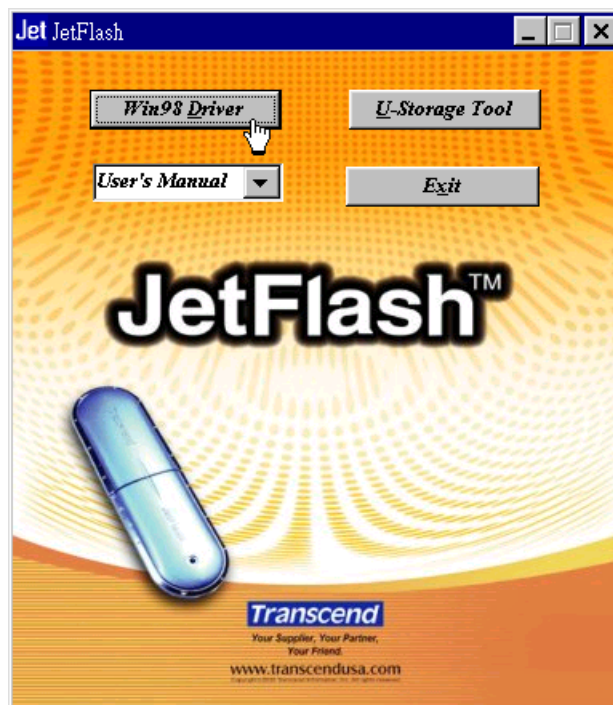 Jet JetFlash
Win98 Driver
U-Storage Tool
User's Manual
Exit
JetFlash™
Transcend
Transcend
Your Supplier, Your Partner,
Your Friend.
www.transcendusa.com